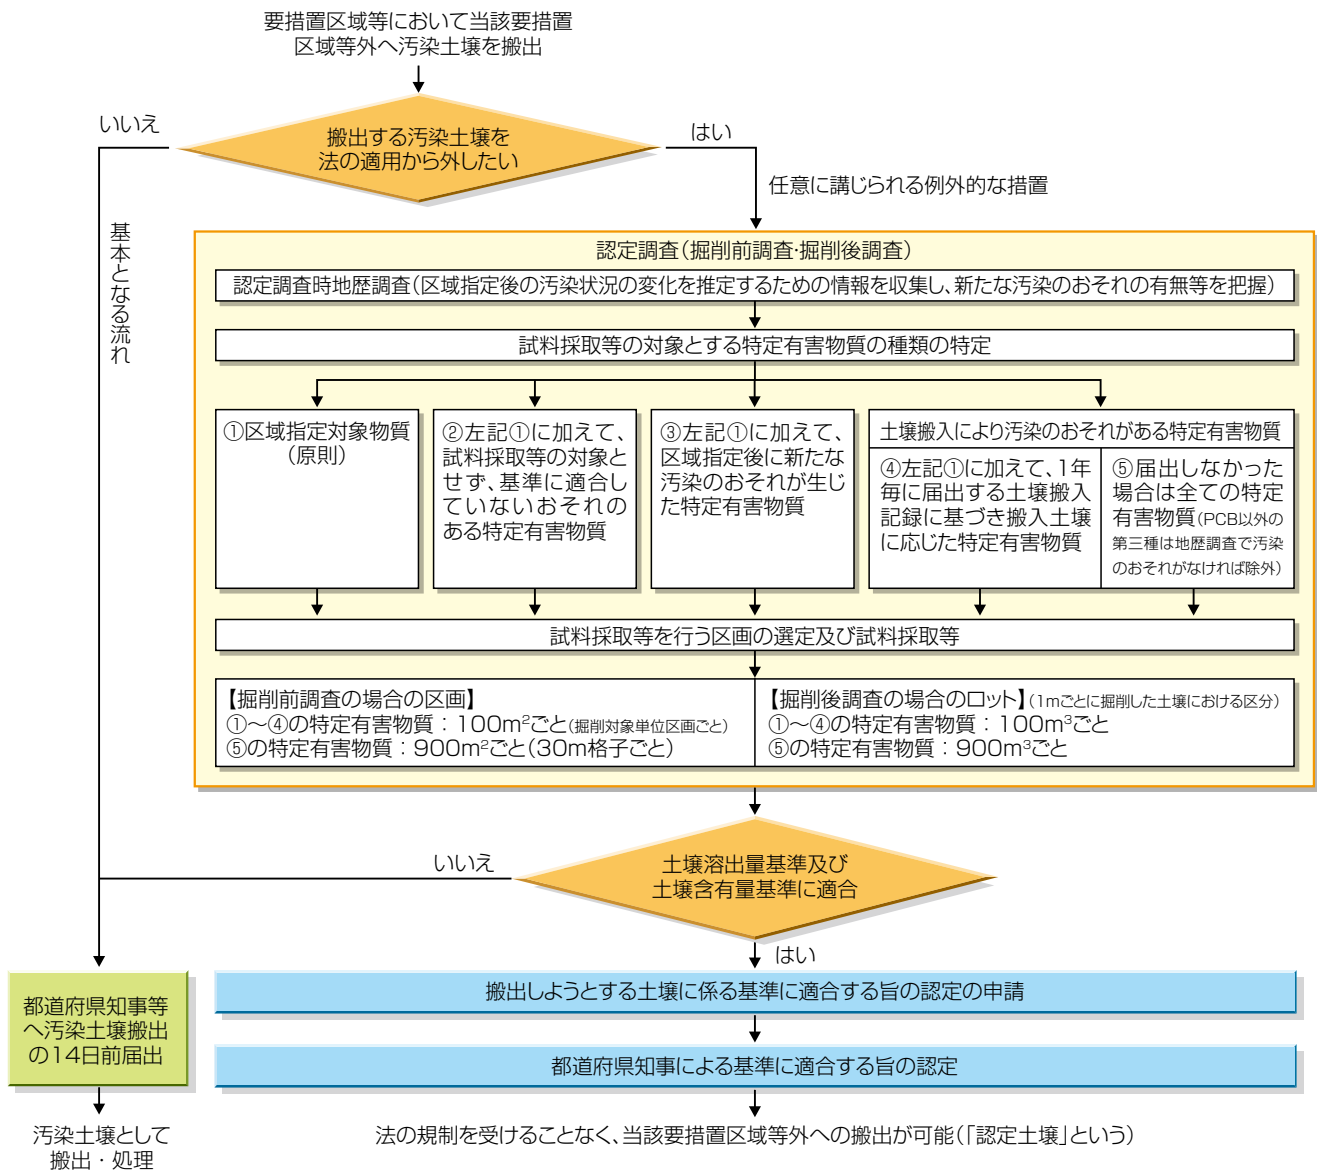 要措置区域等において当該要措置
区域等外へ汚染土壌を搬出
いいえ
搬出する汚染土壌を
法の適用から外したい
はい
任意に講じられる例外的な措置
基本となる流れ
認定調査（掘削前調査・掘削後調査）
認定調査時地歴調査（区域指定後の汚染状況の変化を推定するための情報を収集し、新たな汚染のおそれの有無等を把握）
試料採取等の対象とする特定有害物質の種類の特定
①区域指定対象物質
（原則）
②左記①に加えて、
試料採取等の対象と
せず、基準に適合し
ていないおそれの
ある特定有害物質
③左記①に加えて、
区域指定後に新たな
汚染のおそれが生じ
た特定有害物質
土壌搬入により汚染のおそれがある特定有害物質
④左記①に加えて、1年
毎に届出する土壌搬入
記録に基づき搬入土壌
に応じた特定有害物質
⑤届出しなかった
場合は全ての特定
有害物質（PCB以外の
第三種は地歴調査で汚染
のおそれがなければ除外）
試料採取等を行う区画の選定及び試料採取等
【掘削前調査の場合の区画】
①～④の特定有害物質：100m²ごと（掘削対象単位区画ごと）
⑤の特定有害物質：900m²ごと（30m格子ごと）
【掘削後調査の場合のロット】（1mごとに掘削した土壌における区分）
①～④の特定有害物質：100m³ごと
⑤の特定有害物質：900m³ごと
いいえ
土壌溶出量基準及び
土壌含有量基準に適合
はい
都道府県知事等
へ汚染土壌搬出
の14日前届出
搬出しようとする土壌に係る基準に適合する旨の認定の申請
都道府県知事による基準に適合する旨の認定
汚染土壌として
搬出・処理
法の規制を受けることなく、当該要措置区域等外への搬出が可能（「認定土壌」という）